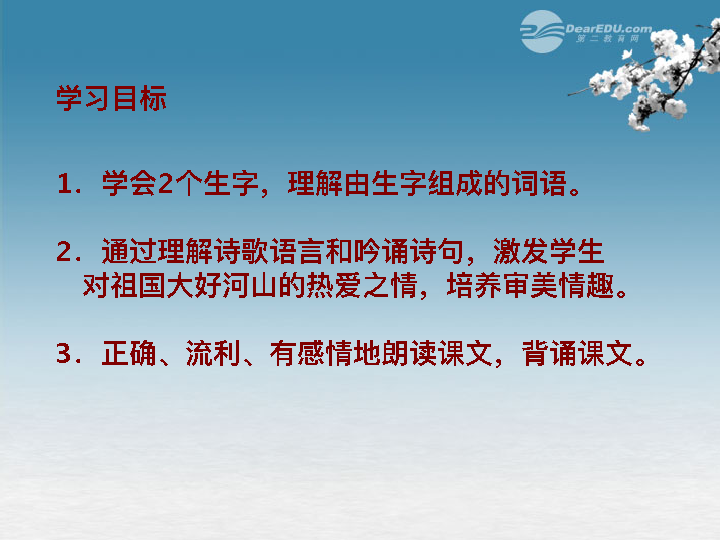 DearEDU.com
第二教育网
学习目标
1．学会2个生字，理解由生字组成的词语。
2．通过理解诗歌语言和吟诵诗句，激发学生
对祖国大好河山的热爱之情，培养审美情趣。
3．正确、流利、有感情地朗读课文，背诵课文。